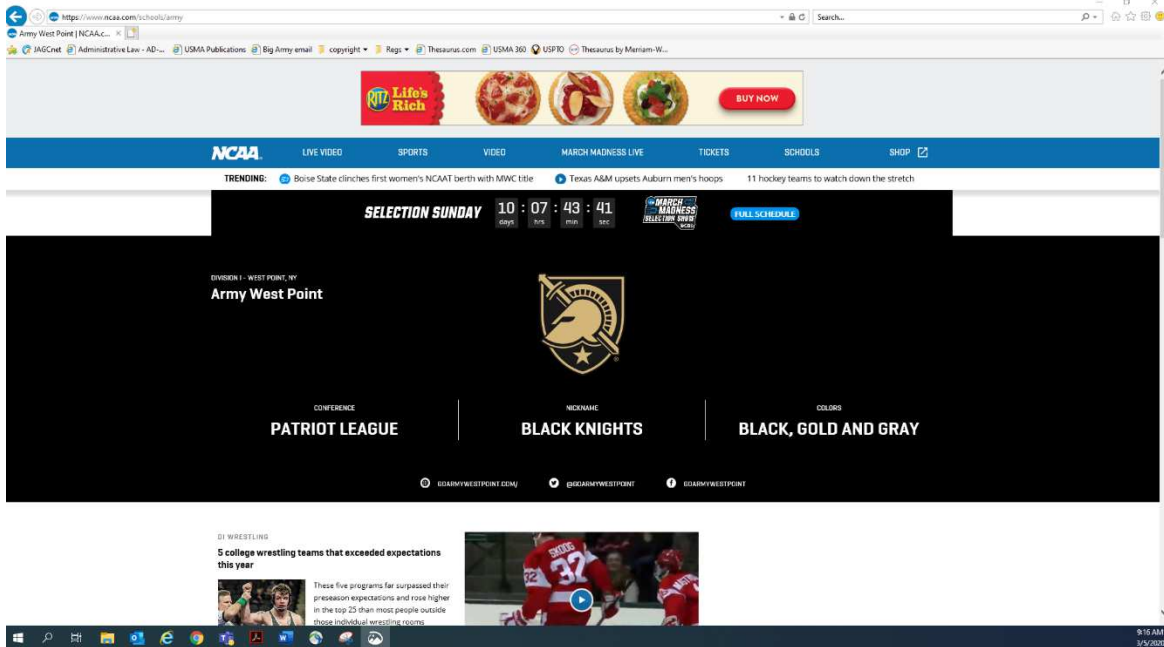 https://www.ncaa.com/schools/army
Search...
Army West Point | NCAA.c...
JAGCnet
Administrative Law - AD-...
USMA Publications
Big Army email
copyright
Regs
Thesaurus.com
USMA 360
USPTO
Thesaurus by Merriam-W...
RITZ
Life's
Rich
BUY NOW
NCAA.
LIVE VIDEO
SPORTS
VIDEO
MARCH MADNESS LIVE
TICKETS
SCHOOLS
SHOP
TRENDING:
Boise State clinches first women's NCAAT berth with MWC title
Texas A&M upsets Auburn men's hoops
11 hockey teams to watch down the stretch
SELECTION SUNDAY
10 : 07 : 43 : 41
days hrs min sec
MARCH
MADNESS
SELECTION SHOW
FULL SCHEDULE
DIVISION I - WEST POINT, NY
Army West Point
CONFERENCE
PATRIOT LEAGUE
NICKNAME
BLACK KNIGHTS
COLORS
BLACK, GOLD AND GRAY
GOARMYWESTPOINT.COM/
@GOARMYWESTPOINT
GOARMYWESTPOINT
DI WRESTLING
5 college wrestling teams that exceeded expectations
this year
These five programs far surpassed their
preseason expectations and rose higher
in the top 25 than most people outside
those individual wrestling rooms
SKOOG
32
32
9:16 AM
3/5/2020